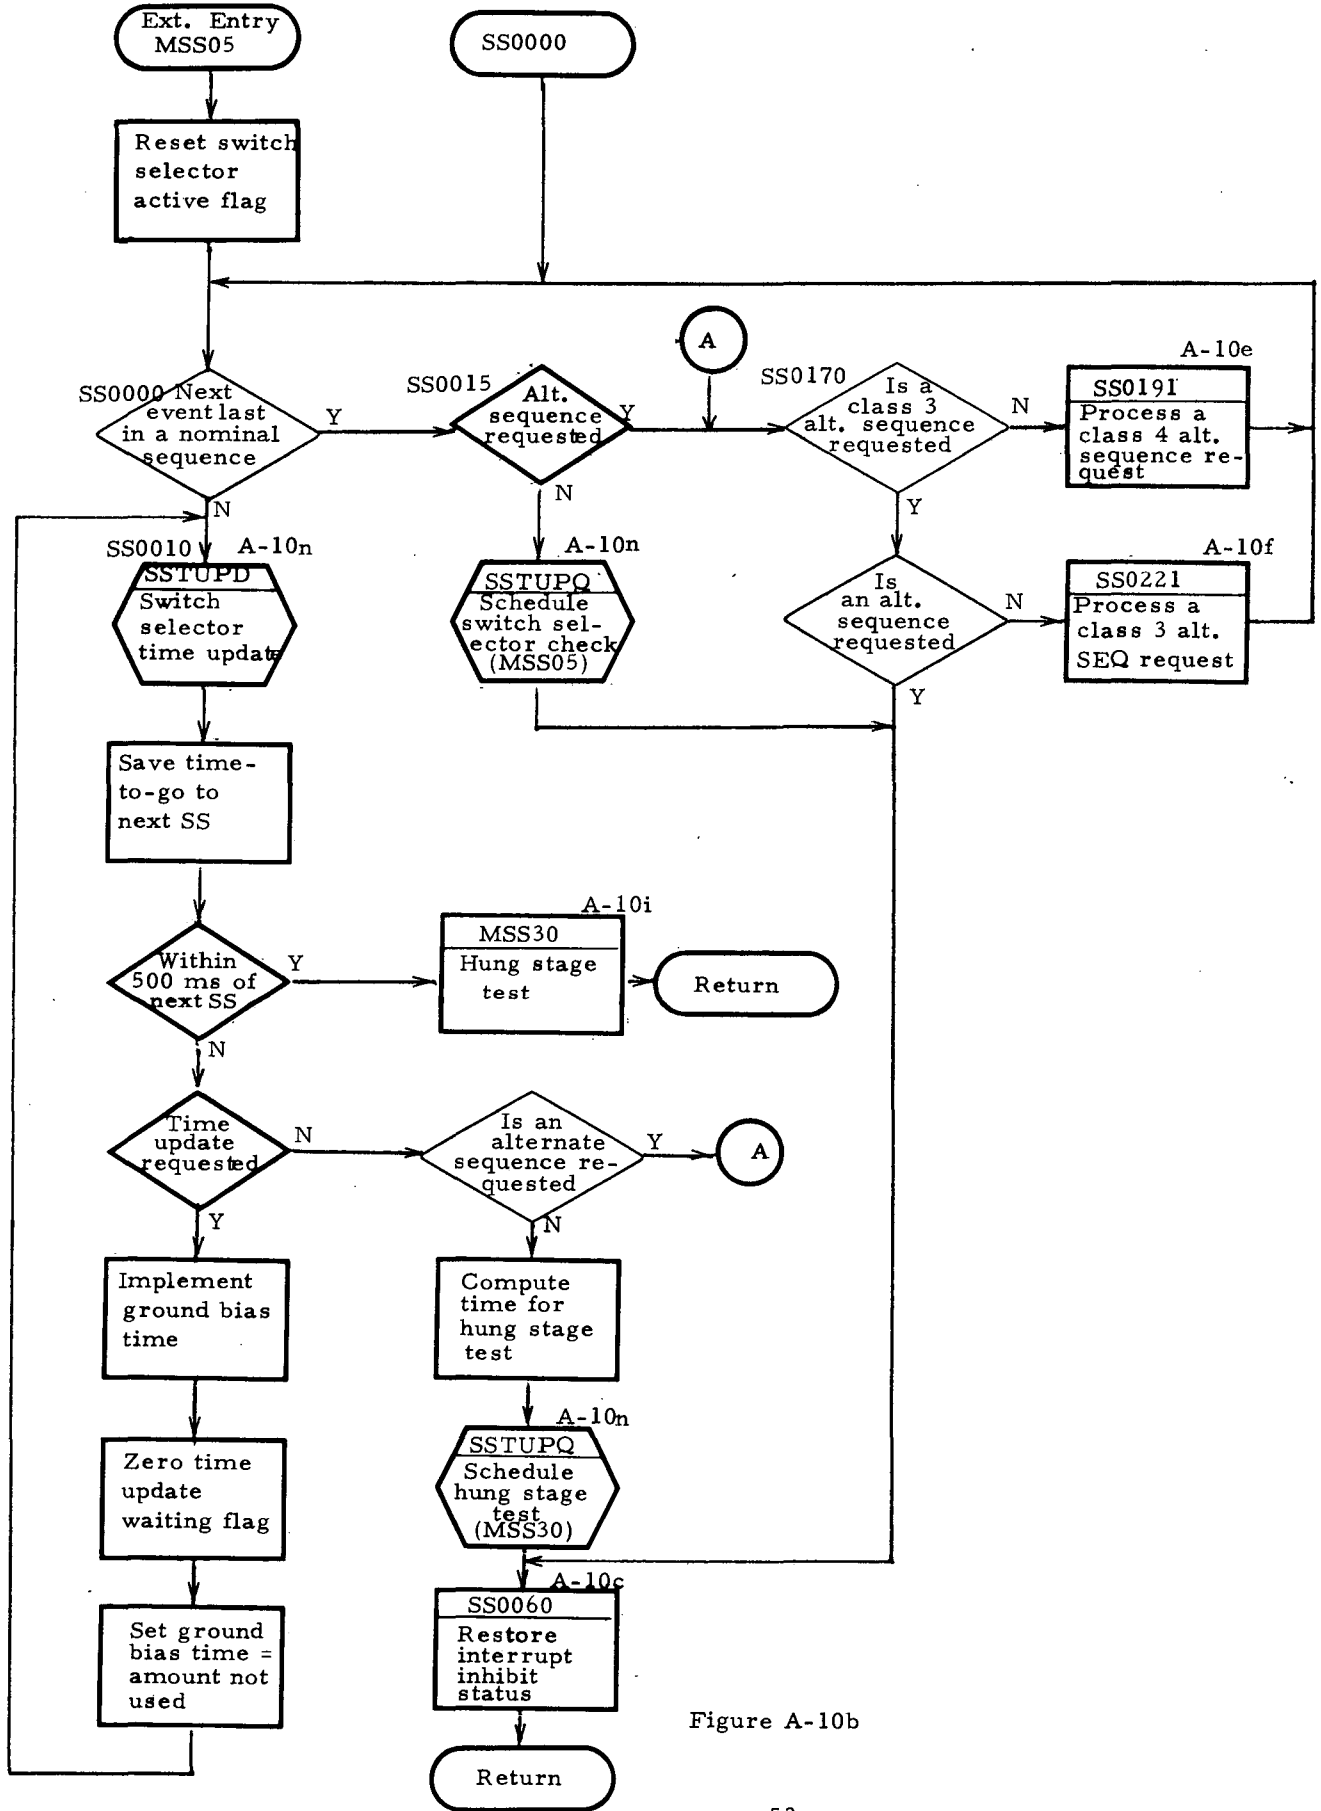 Ext. Entry
MSS05
SS0000
Reset switch
selector
active flag
A
A-10e
SS0000 Next
event last
in a nominal
sequence
Y
N
SS0015
Alt.
sequence
requested
Y
N
SS0170
Is a
class 3
alt. sequence
requested
N
Y
SS0191
Process a
class 4 alt.
sequence re-
quest
SS0010
A-10n
SSTUPD
Switch
selector
time update
A-10n
SSTUPQ
Schedule
switch sel-
ector check
(MSS05)
Is
an alt.
sequence
requested
N
Y
A-10f
SS0221
Process a
class 3 alt.
SEQ request
Save time-
to-go to
next SS
Within
500 ms of
next SS
Y
N
A-10i
MSS30
Hung stage
test
Return
Time
update
requested
N
Y
Is an
alternate
sequence re-
quested
Y
N
A
Implement
ground bias
time
Compute
time for
hung stage
test
Zero time
update
waiting flag
A-10n
SSTUPQ
Schedule
hung stage
test
(MSS30)
Set ground
bias time =
amount not
used
A-10c
SS0060
Restore
interrupt
inhibit
status
Return
Figure A-10b